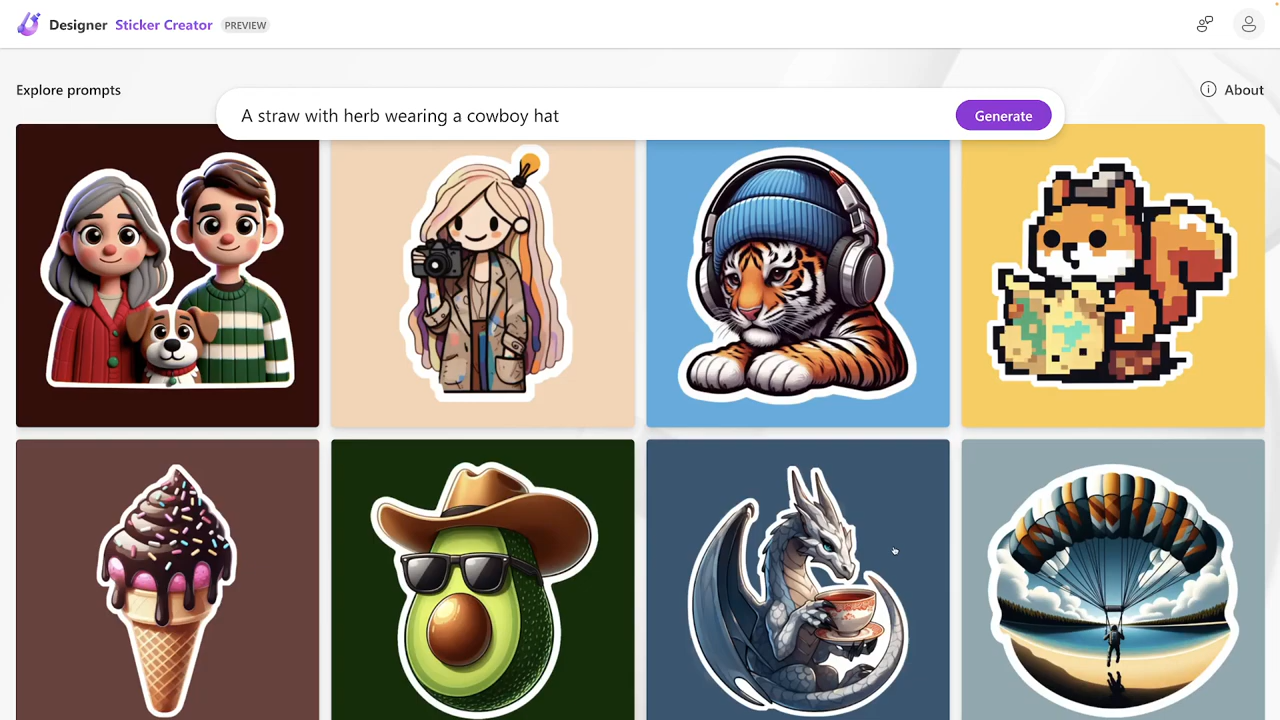 Designer Sticker Creator PREVIEW
Explore prompts
About
A straw with herb wearing a cowboy hat
Generate